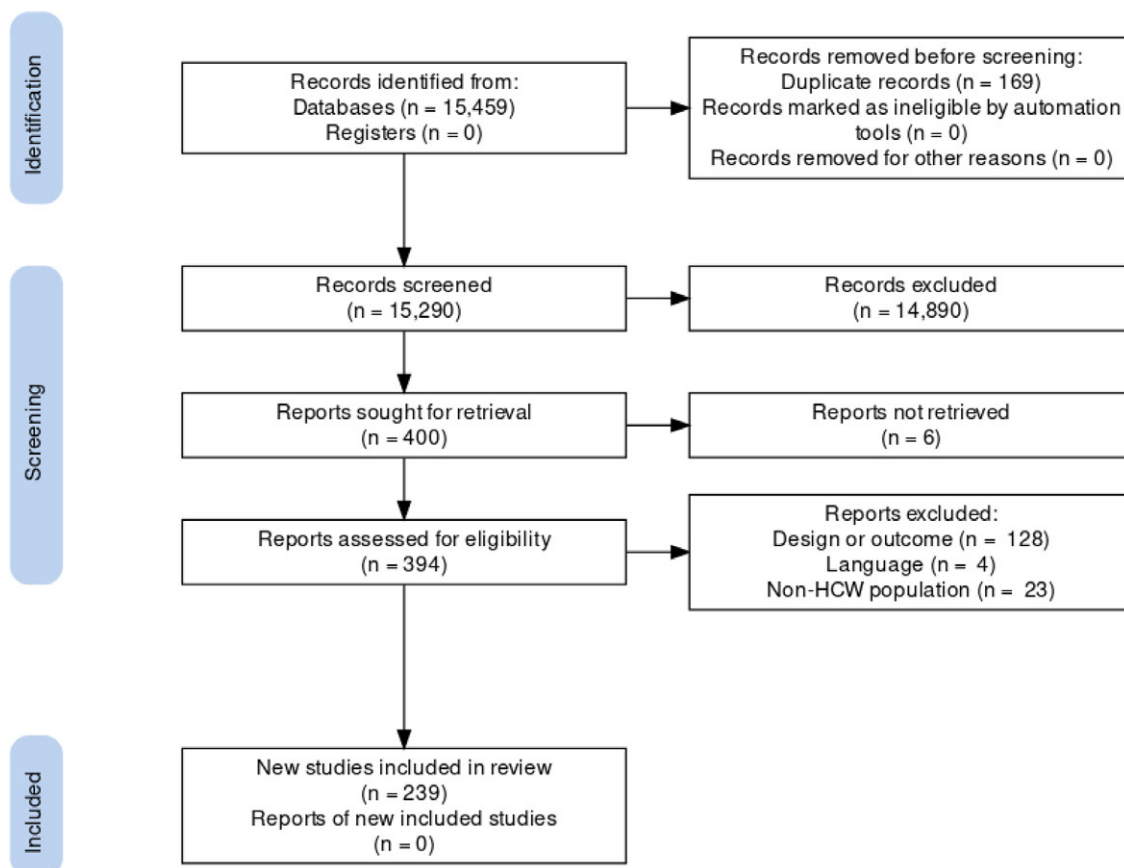 Identification
Records identified from:
Databases (n = 15,459)
Registers (n = 0)
Records removed before screening:
Duplicate records (n = 169)
Records marked as ineligible by automation
tools (n = 0)
Records removed for other reasons (n = 0)
Screening
Records screened
(n = 15,290)
Records excluded
(n = 14,890)
Reports sought for retrieval
(n = 400)
Reports not retrieved
(n = 6)
Reports assessed for eligibility
(n = 394)
Reports excluded:
Design or outcome (n = 128)
Language (n = 4)
Non-HCW population (n = 23)
Included
New studies included in review
(n = 239)
Reports of new included studies
(n = 0)